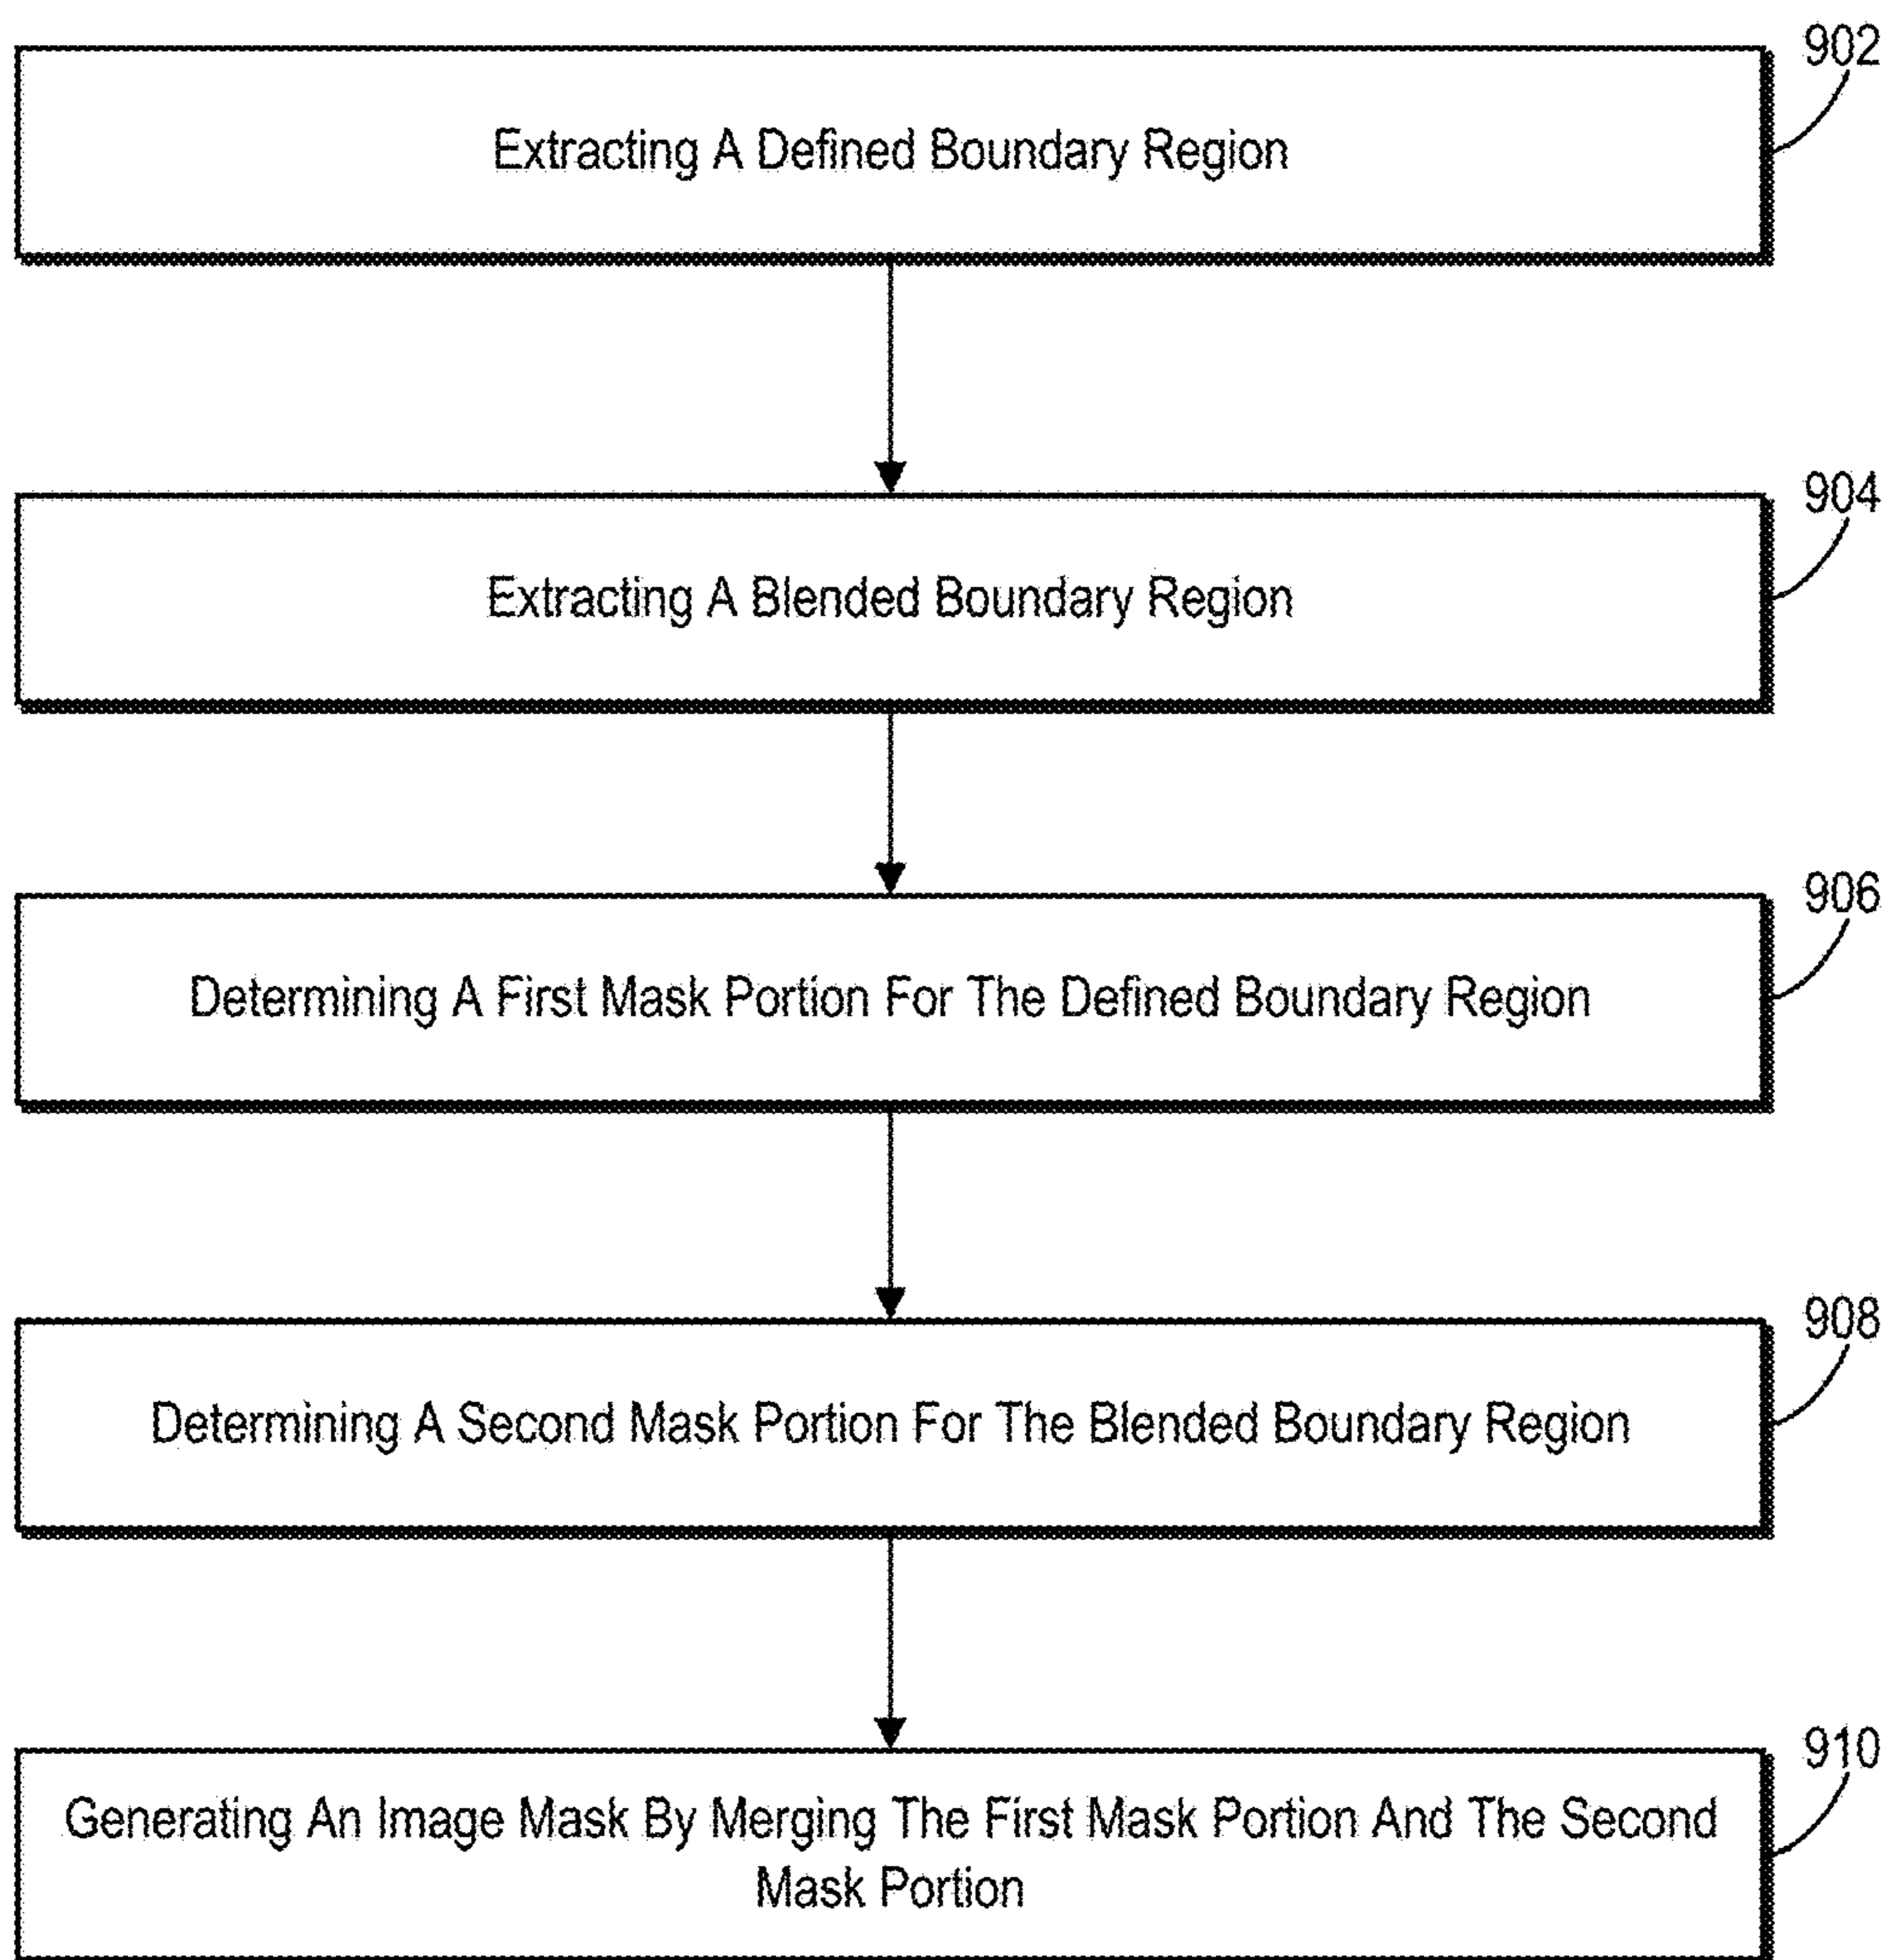 902
Extracting A Defined Boundary Region
904
Extracting A Blended Boundary Region
906
Determining A First Mask Portion For The Defined Boundary Region
908
Determining A Second Mask Portion For The Blended Boundary Region
910
Generating An Image Mask By Merging The First Mask Portion And The Second
Mask Portion